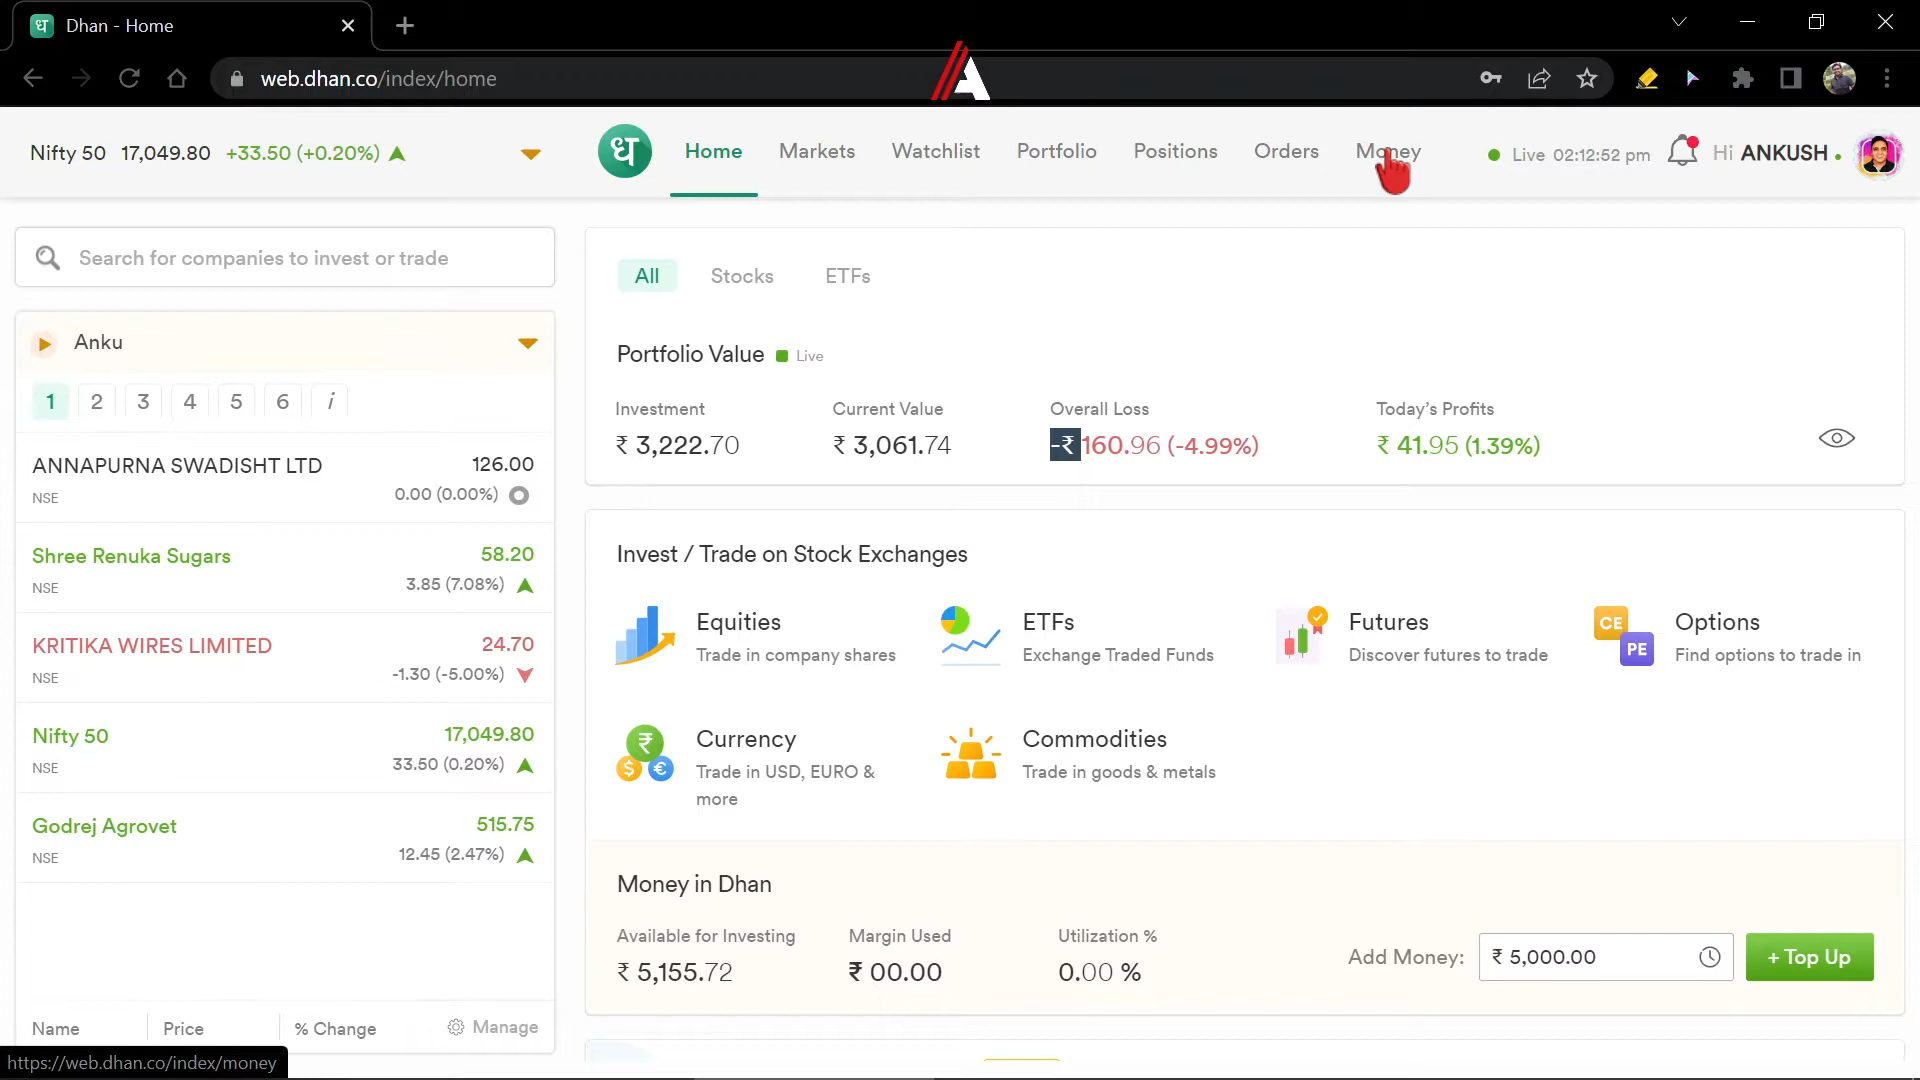 ध Dhan - Home
web.dhan.co/index/home
A
Nifty 50 17,049.80 +33.50 (+0.20%)
ध Home Markets Watchlist Portfolio Positions Orders Money
Live 02:12:52 pm Hi ANKUSH
Search for companies to invest or trade
Anku
1 2 3 4 5 6 i
ANNAPURNA SWADISHT LTD 126.00
NSE 0.00 (0.00%)
Shree Renuka Sugars 58.20
NSE 3.85 (7.08%)
KRITIKA WIRES LIMITED 24.70
NSE -1.30 (-5.00%)
Nifty 50 17,049.80
NSE 33.50 (0.20%)
Godrej Agrovet 515.75
NSE 12.45 (2.47%)
Name Price % Change Manage
https://web.dhan.co/index/money
All Stocks ETFs
Portfolio Value Live
Investment Current Value Overall Loss Today's Profits
₹ 3,222.70 ₹ 3,061.74 -₹ 160.96 (-4.99%) ₹ 41.95 (1.39%)
Invest / Trade on Stock Exchanges
Equities
Trade in company shares
ETFs
Exchange Traded Funds
Futures
Discover futures to trade
CE PE
Options
Find options to trade in
₹ $ €
Currency
Trade in USD, EURO &
more
Commodities
Trade in goods & metals
Money in Dhan
Available for Investing Margin Used Utilization %
₹ 5,155.72 ₹ 00.00 0.00 %
Add Money: ₹ 5,000.00 + Top Up